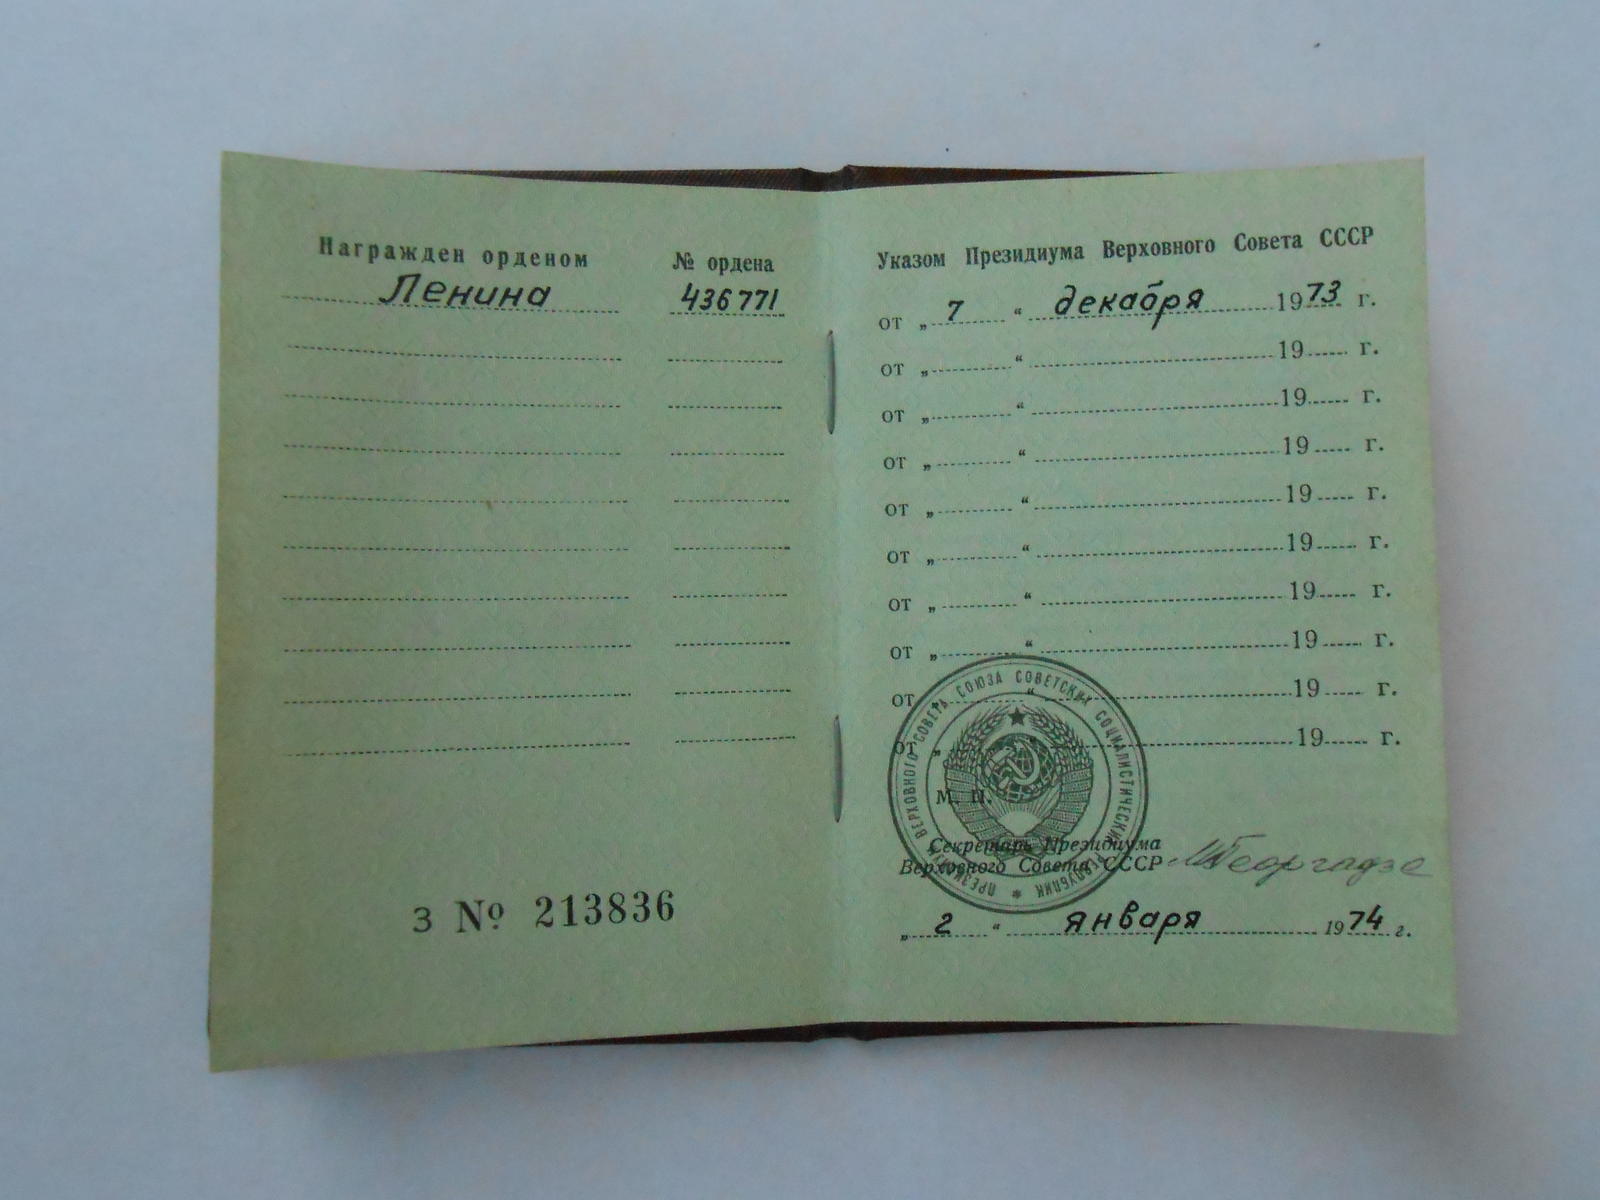 Награжден орденом № ордена
Ленина 436771
З № 213836
Указом Президиума Верховного Совета СССР
от „ 7 “ декабря 1973 г.
от „ “ 19 г.
от „ “ 19 г.
от „ “ 19 г.
от „ “ 19 г.
от „ “ 19 г.
от „ “ 19 г.
от „ “ 19 г.
от „ “ 19 г.
от „ “ 19 г.
М. П.
ПРЕЗИДИУМ ВЕРХОВНОГО СОВЕТА СОЮЗА СОВЕТСКИХ СОЦИАЛИСТИЧЕСКИХ РЕСПУБЛИК
Секретарь Президиума
Верховного Совета СССР МГеоргадзе
„ 2 “ января 1974 г.